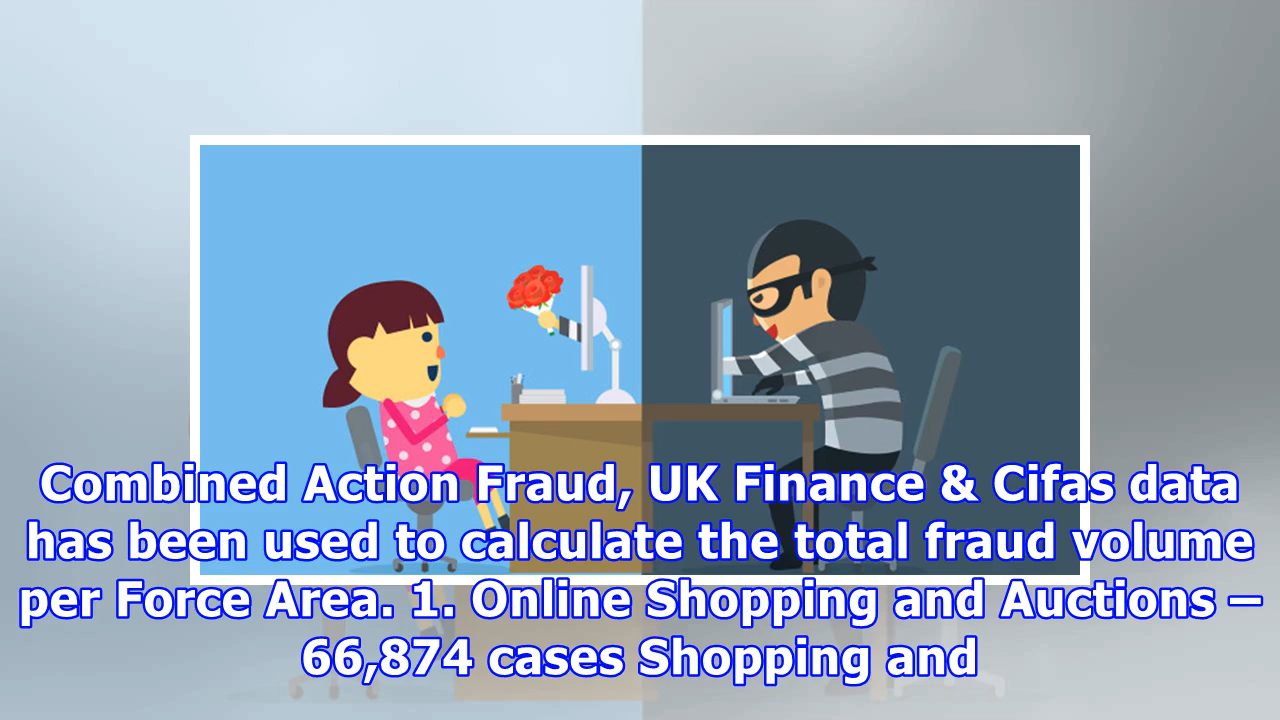 Combined Action Fraud, UK Finance & Cifas data
has been used to calculate the total fraud volume
per Force Area. 1. Online Shopping and Auctions –
66,874 cases Shopping and